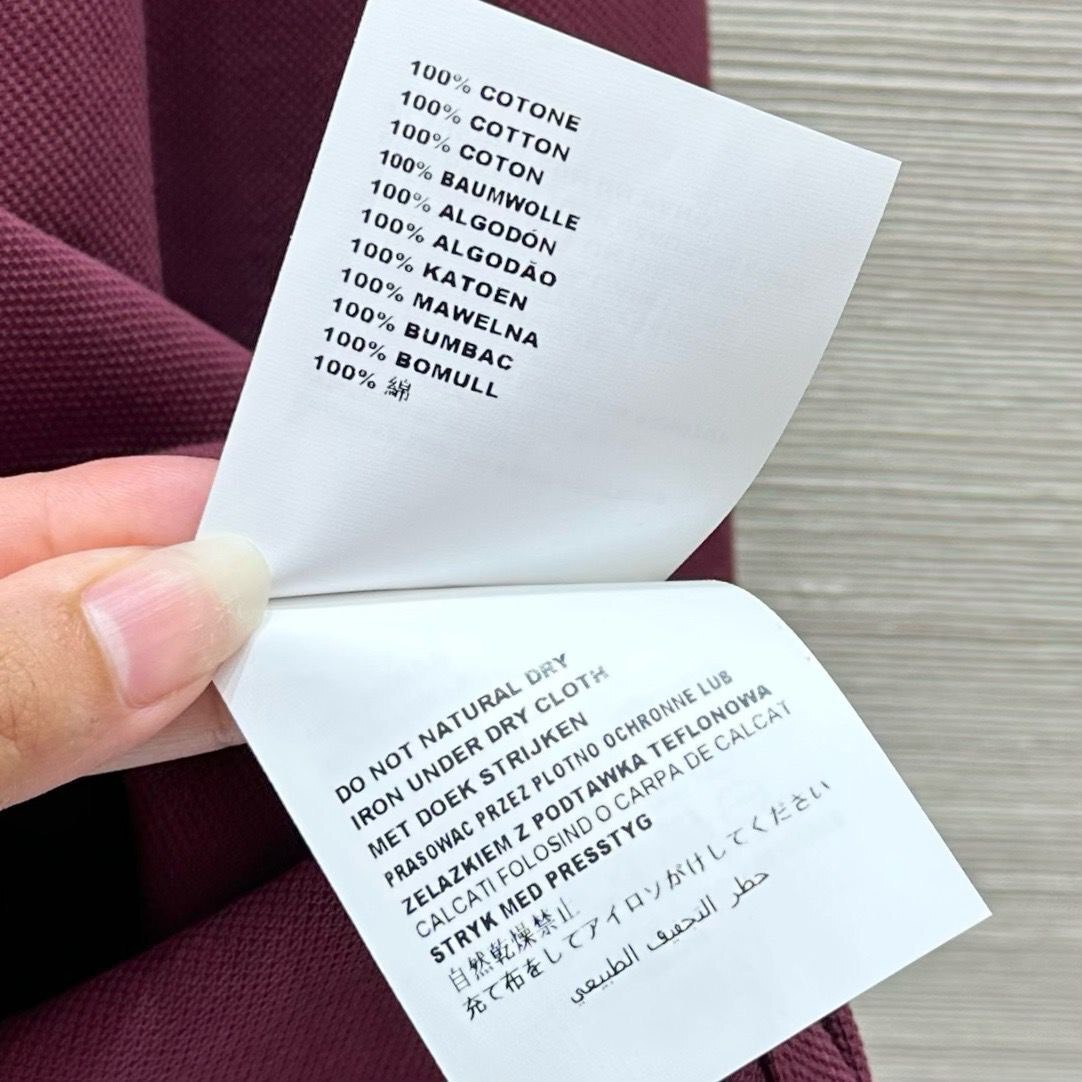 100% COTONE
100% COTTON
100% COTON
100% BAUMWOLLE
100% ALGODÓN
100% ALGODÃO
100% KATOEN
100% MAWELNA
100% BUMBAC
100% BOMULL
100% 綿
DO NOT NATURAL DRY
IRON UNDER DRY CLOTH
MET DOEK STRIJKEN
PRASOWAC PRZEZ PLOTNO OCHRONNE LUB
ZELAZKIEM Z PODTAWKA TEFLONOWA
CALCATI FOLOSIND O CARPA DE CALCAT
STRYK MED PRESSTYG
自然乾燥禁止
充て布をしてアイロソがけしてください
حظر التجفيف الطبيعي